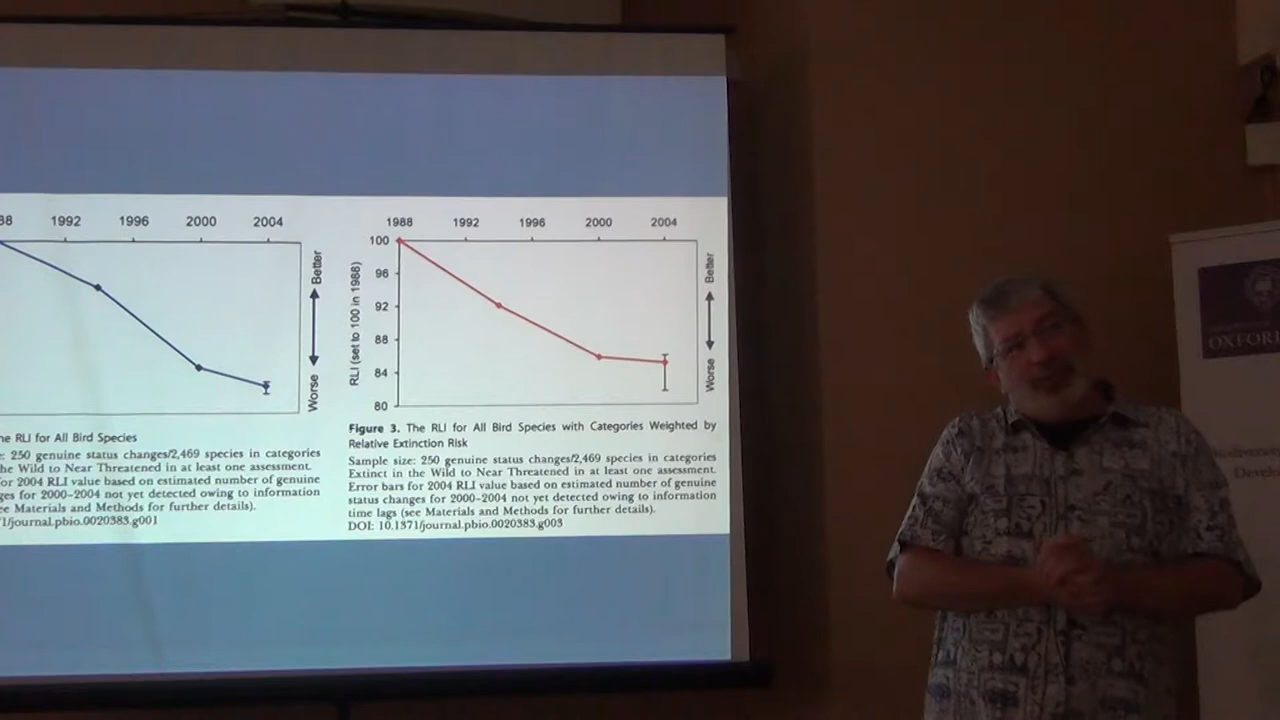 88 1992 1996 2000 2004
Better
Worse
he RLI for All Bird Species
e: 250 genuine status changes/2,469 species in categories
he Wild to Near Threatened in at least one assessment.
or 2004 RLI value based on estimated number of genuine
ges for 2000–2004 not yet detected owing to information
ee Materials and Methods for further details).
1/journal.pbio.0020383.g001
1988 1992 1996 2000 2004
100
96
92
88
84
80
RLI (set to 100 in 1988)
Better
Worse
Figure 3. The RLI for All Bird Species with Categories Weighted by
Relative Extinction Risk
Sample size: 250 genuine status changes/2,469 species in categories
Extinct in the Wild to Near Threatened in at least one assessment.
Error bars for 2004 RLI value based on estimated number of genuine
status changes for 2000–2004 not yet detected owing to information
time lags (see Materials and Methods for further details).
DOI: 10.1371/journal.pbio.0020383.g003
OXFOR